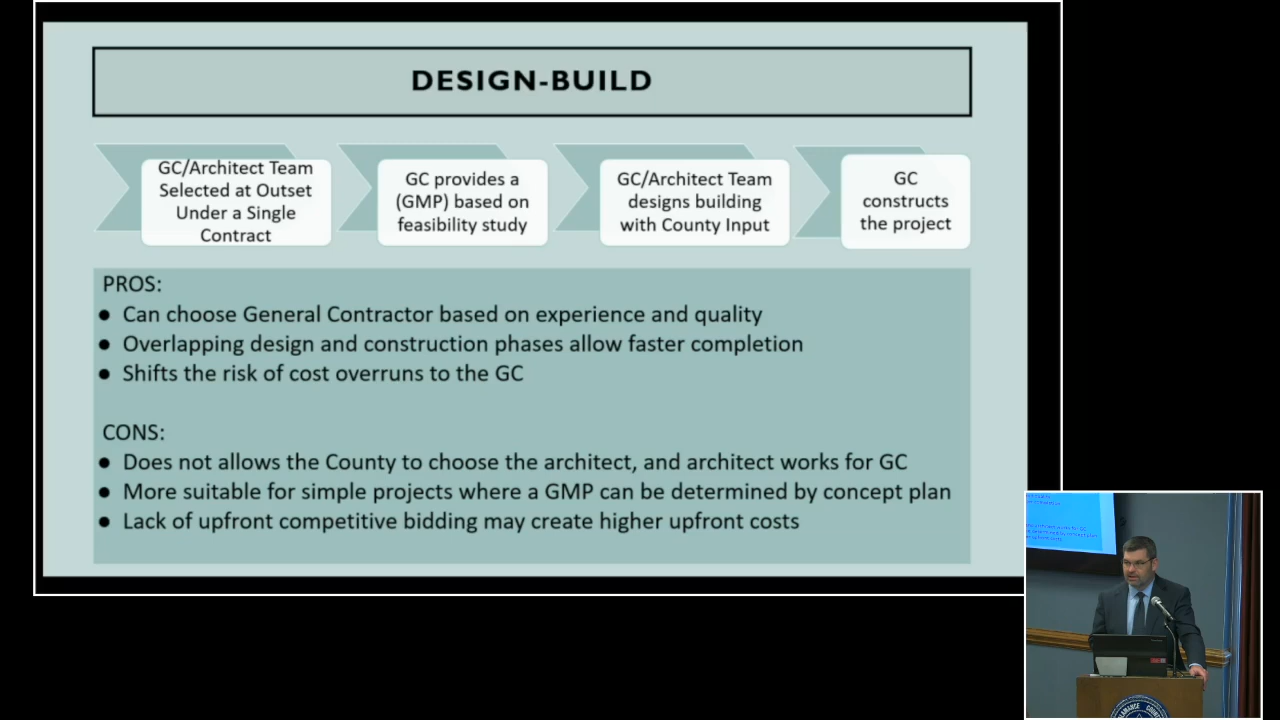 DESIGN-BUILD
GC/Architect Team
Selected at Outset
Under a Single
Contract
GC provides a
(GMP) based on
feasibility study
GC/Architect Team
designs building
with County Input
GC
constructs
the project
PROS:
● Can choose General Contractor based on experience and quality
● Overlapping design and construction phases allow faster completion
● Shifts the risk of cost overruns to the GC
CONS:
● Does not allows the County to choose the architect, and architect works for GC
● More suitable for simple projects where a GMP can be determined by concept plan
● Lack of upfront competitive bidding may create higher upfront costs